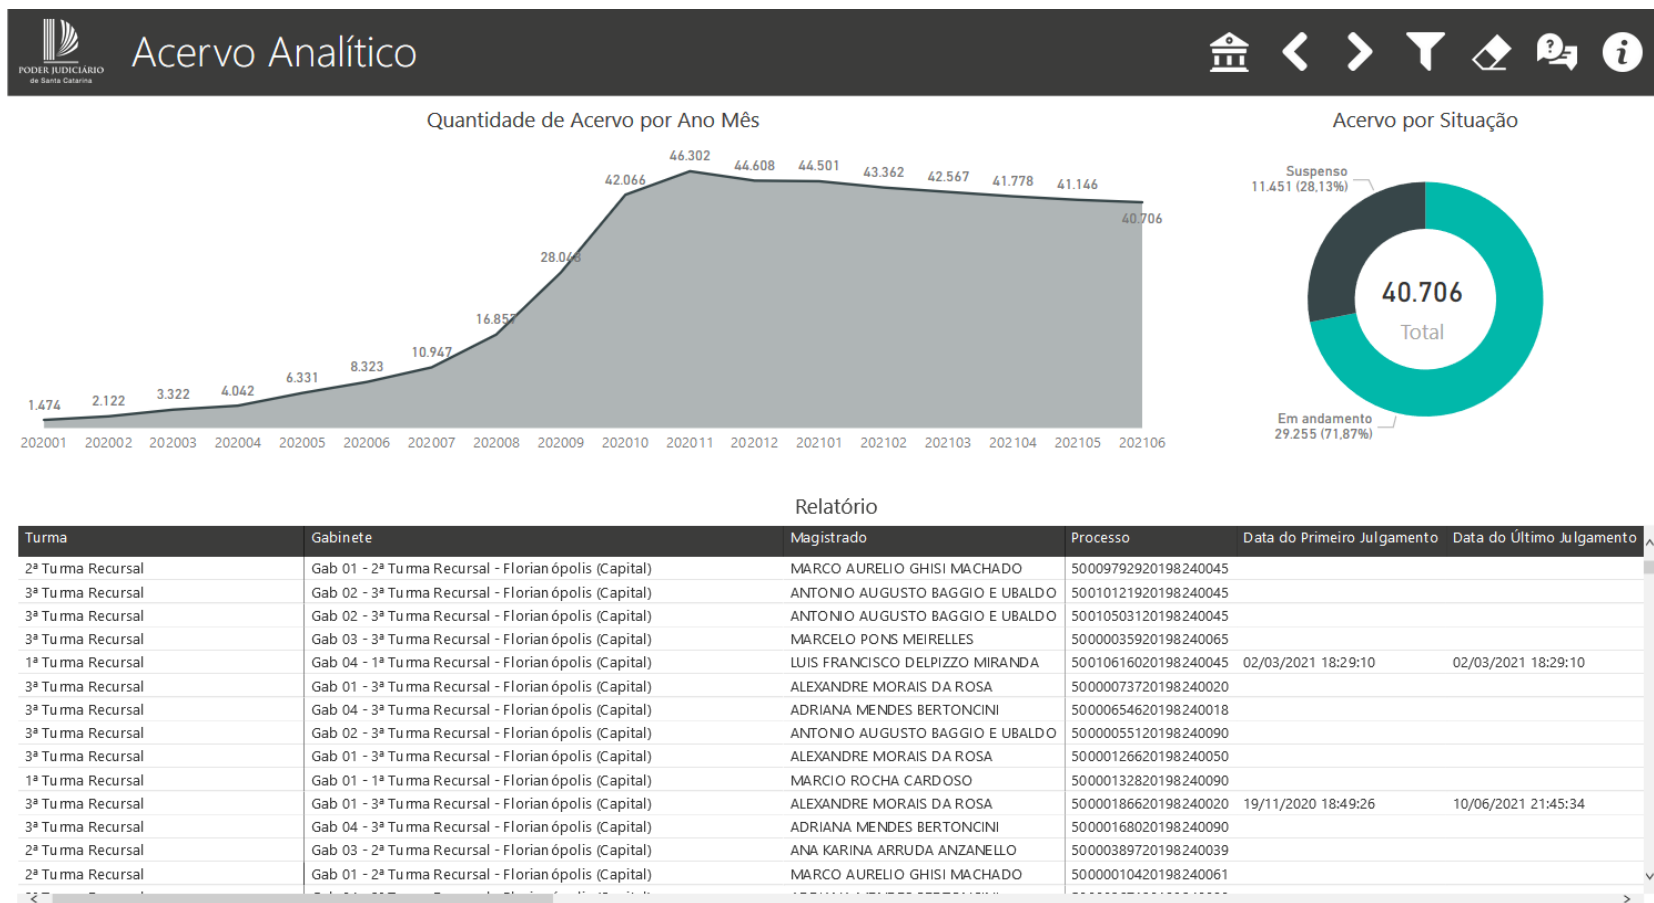 PODER JUDICIÁRIO
de Santa Catarina
Acervo Analítico
Quantidade de Acervo por Ano Mês
1.474 2.122 3.322 4.042 6.331 8.323 10.947 16.857 28.048 42.066 46.302 44.608 44.501 43.362 42.567 41.778 41.146 40.706
202001 202002 202003 202004 202005 202006 202007 202008 202009 202010 202011 202012 202101 202102 202103 202104 202105 202106
Acervo por Situação
Suspenso
11.451 (28,13%)
40.706
Total
Em andamento
29.255 (71,87%)
Relatório
Turma Gabinete Magistrado Processo Data do Primeiro Julgamento Data do Último Julgamento
2ª Turma Recursal Gab 01 - 2ª Turma Recursal - Florianópolis (Capital) MARCO AURELIO GHISI MACHADO 50009792920198240045
3ª Turma Recursal Gab 02 - 3ª Turma Recursal - Florianópolis (Capital) ANTONIO AUGUSTO BAGGIO E UBALDO 50010121920198240045
3ª Turma Recursal Gab 02 - 3ª Turma Recursal - Florianópolis (Capital) ANTONIO AUGUSTO BAGGIO E UBALDO 50010503120198240045
3ª Turma Recursal Gab 03 - 3ª Turma Recursal - Florianópolis (Capital) MARCELO PONS MEIRELLES 50000035920198240065
1ª Turma Recursal Gab 04 - 1ª Turma Recursal - Florianópolis (Capital) LUIS FRANCISCO DELPIZZO MIRANDA 50010616020198240045 02/03/2021 18:29:10 02/03/2021 18:29:10
3ª Turma Recursal Gab 01 - 3ª Turma Recursal - Florianópolis (Capital) ALEXANDRE MORAIS DA ROSA 50000073720198240020
3ª Turma Recursal Gab 04 - 3ª Turma Recursal - Florianópolis (Capital) ADRIANA MENDES BERTONCINI 50000654620198240018
3ª Turma Recursal Gab 02 - 3ª Turma Recursal - Florianópolis (Capital) ANTONIO AUGUSTO BAGGIO E UBALDO 50000055120198240090
3ª Turma Recursal Gab 01 - 3ª Turma Recursal - Florianópolis (Capital) ALEXANDRE MORAIS DA ROSA 50000126620198240050
1ª Turma Recursal Gab 01 - 1ª Turma Recursal - Florianópolis (Capital) MARCIO ROCHA CARDOSO 50000132820198240090
3ª Turma Recursal Gab 01 - 3ª Turma Recursal - Florianópolis (Capital) ALEXANDRE MORAIS DA ROSA 50000186620198240020 19/11/2020 18:49:26 10/06/2021 21:45:34
3ª Turma Recursal Gab 04 - 3ª Turma Recursal - Florianópolis (Capital) ADRIANA MENDES BERTONCINI 50000168020198240090
2ª Turma Recursal Gab 03 - 2ª Turma Recursal - Florianópolis (Capital) ANA KARINA ARRUDA ANZANELLO 50000389720198240039
2ª Turma Recursal Gab 01 - 2ª Turma Recursal - Florianópolis (Capital) MARCO AURELIO GHISI MACHADO 50000010420198240061